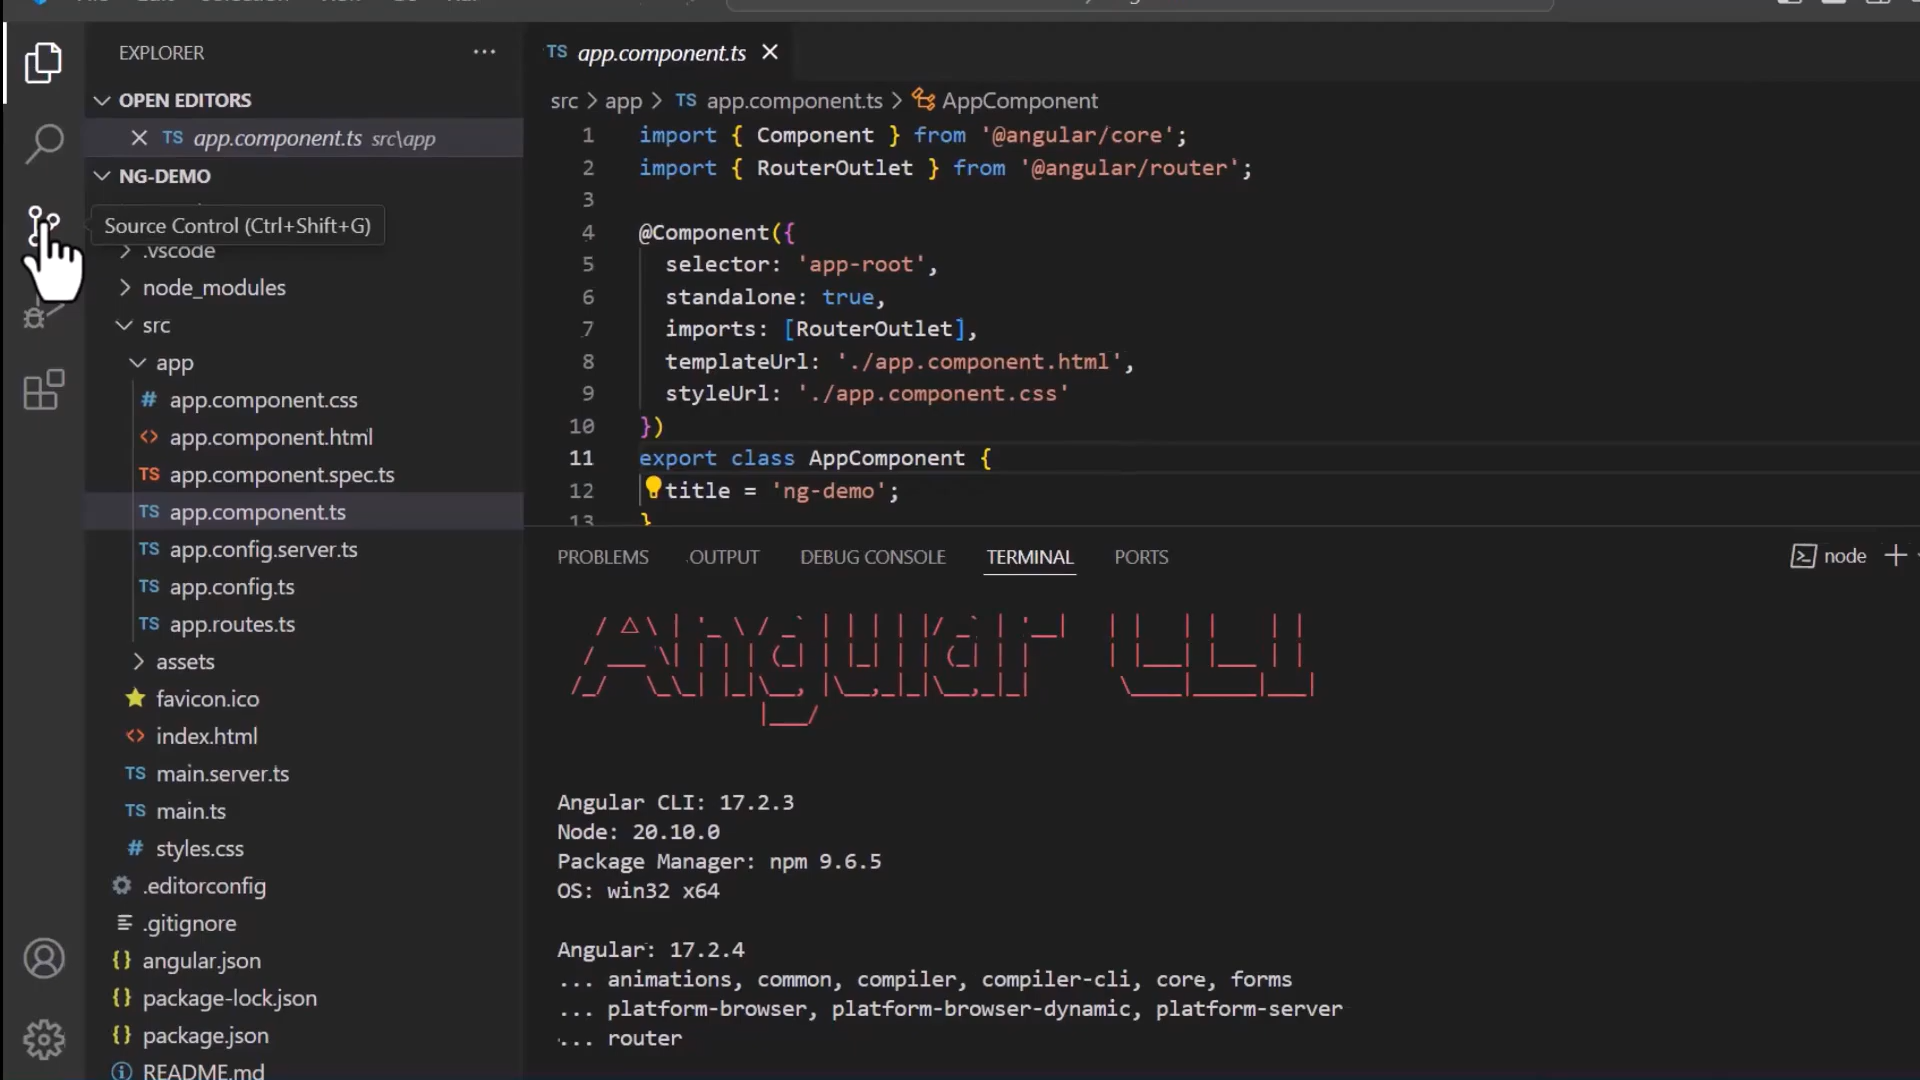 EXPLORER
OPEN EDITORS
TS app.component.ts src\app
NG-DEMO
Source Control (Ctrl+Shift+G)
.vscode
node_modules
src
app
# app.component.css
<> app.component.html
TS app.component.spec.ts
TS app.component.ts
TS app.config.server.ts
TS app.config.ts
TS app.routes.ts
assets
favicon.ico
<> index.html
TS main.server.ts
TS main.ts
# styles.css
.editorconfig
.gitignore
{} angular.json
{} package-lock.json
{} package.json
README.md
TS app.component.ts
src > app > TS app.component.ts > AppComponent
1 import { Component } from '@angular/core';
2 import { RouterOutlet } from '@angular/router';
3
4 @Component({
5 selector: 'app-root',
6 standalone: true,
7 imports: [RouterOutlet],
8 templateUrl: './app.component.html',
9 styleUrl: './app.component.css'
10 })
11 export class AppComponent {
12 title = 'ng-demo';
13 }
PROBLEMS OUTPUT DEBUG CONSOLE TERMINAL PORTS
node
Angular CLI
Angular CLI: 17.2.3
Node: 20.10.0
Package Manager: npm 9.6.5
OS: win32 x64
Angular: 17.2.4
... animations, common, compiler, compiler-cli, core, forms
... platform-browser, platform-browser-dynamic, platform-server
... router